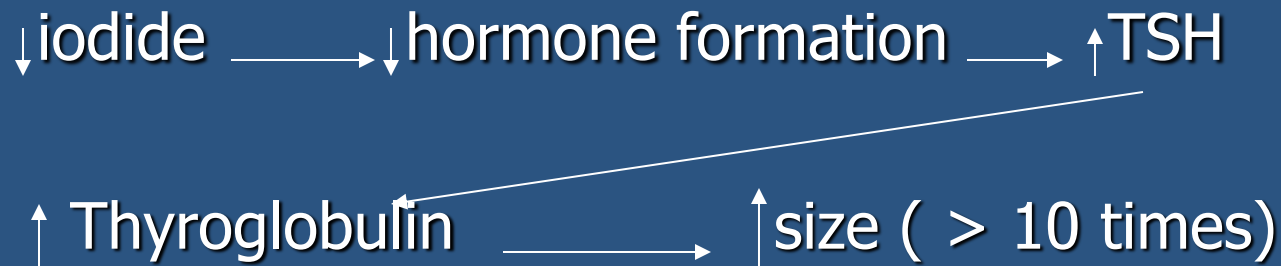 ↓iodide → ↓hormone formation → ↑TSH
↑ Thyroglobulin → ↑size ( > 10 times)